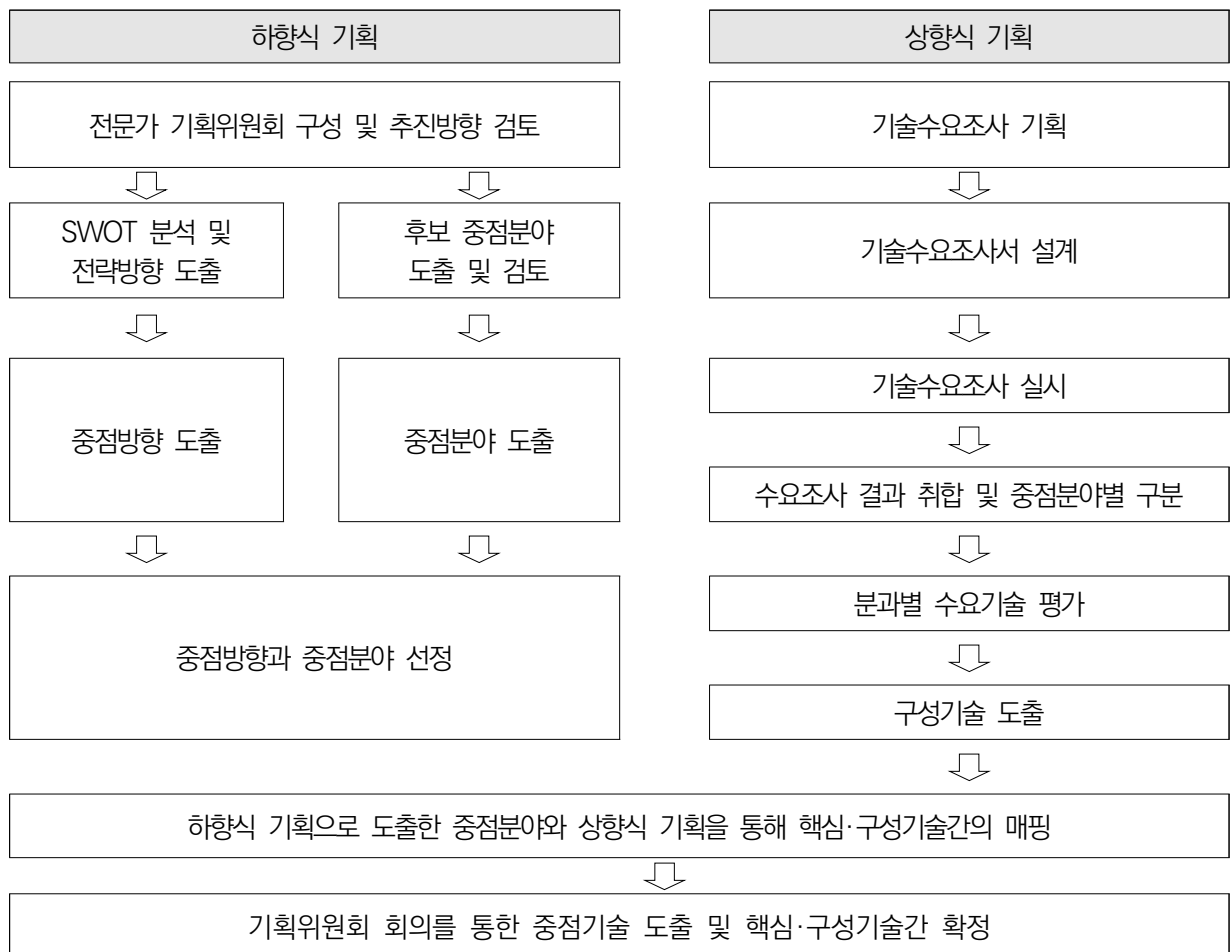 하향식 기획
전문가 기획위원회 구성 및 추진방향 검토
SWOT 분석 및
전략방향 도출
후보 중점분야
도출 및 검토
중점방향 도출
중점분야 도출
중점방향과 중점분야 선정
상향식 기획
기술수요조사 기획
기술수요조사서 설계
기술수요조사 실시
수요조사 결과 취합 및 중점분야별 구분
분과별 수요기술 평가
구성기술 도출
하향식 기획으로 도출한 중점분야와 상향식 기획을 통해 핵심·구성기술간의 매핑
기획위원회 회의를 통한 중점기술 도출 및 핵심·구성기술간 확정